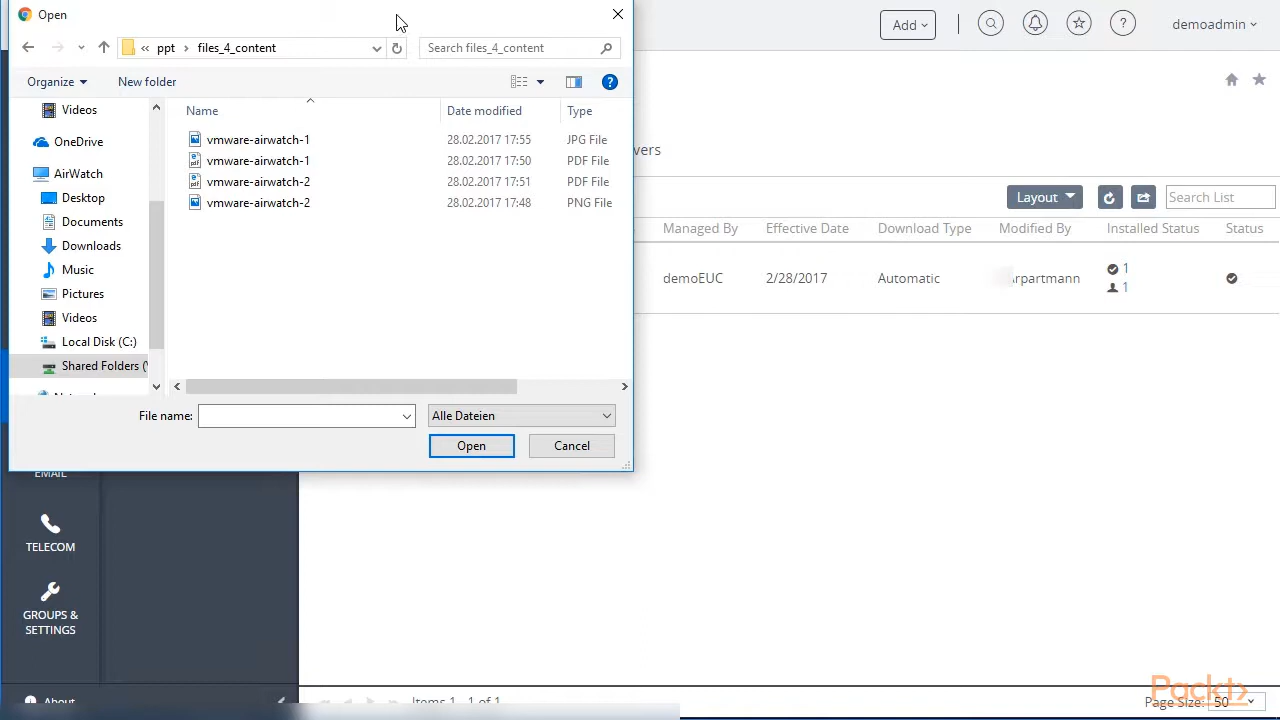 Open
ppt
files_4_content
Search files_4_content
Organize
New folder
Videos
OneDrive
AirWatch
Desktop
Documents
Downloads
Music
Pictures
Videos
Local Disk (C:)
Shared Folders (
Name
Date modified
Type
vmware-airwatch-1
28.02.2017 17:55
JPG File
vmware-airwatch-1
28.02.2017 17:50
PDF File
vmware-airwatch-2
28.02.2017 17:51
PDF File
vmware-airwatch-2
28.02.2017 17:48
PNG File
File name:
Alle Dateien
Open
Cancel
Add
?
demoadmin
vers
Layout
Search List
Managed By
Effective Date
Download Type
Modified By
Installed Status
Status
demoEUC
2/28/2017
Automatic
rpartmann
1
1
EMAIL
TELECOM
GROUPS &
SETTINGS
About
Items 1 - 1 of 1
Page Size: 50
Packt